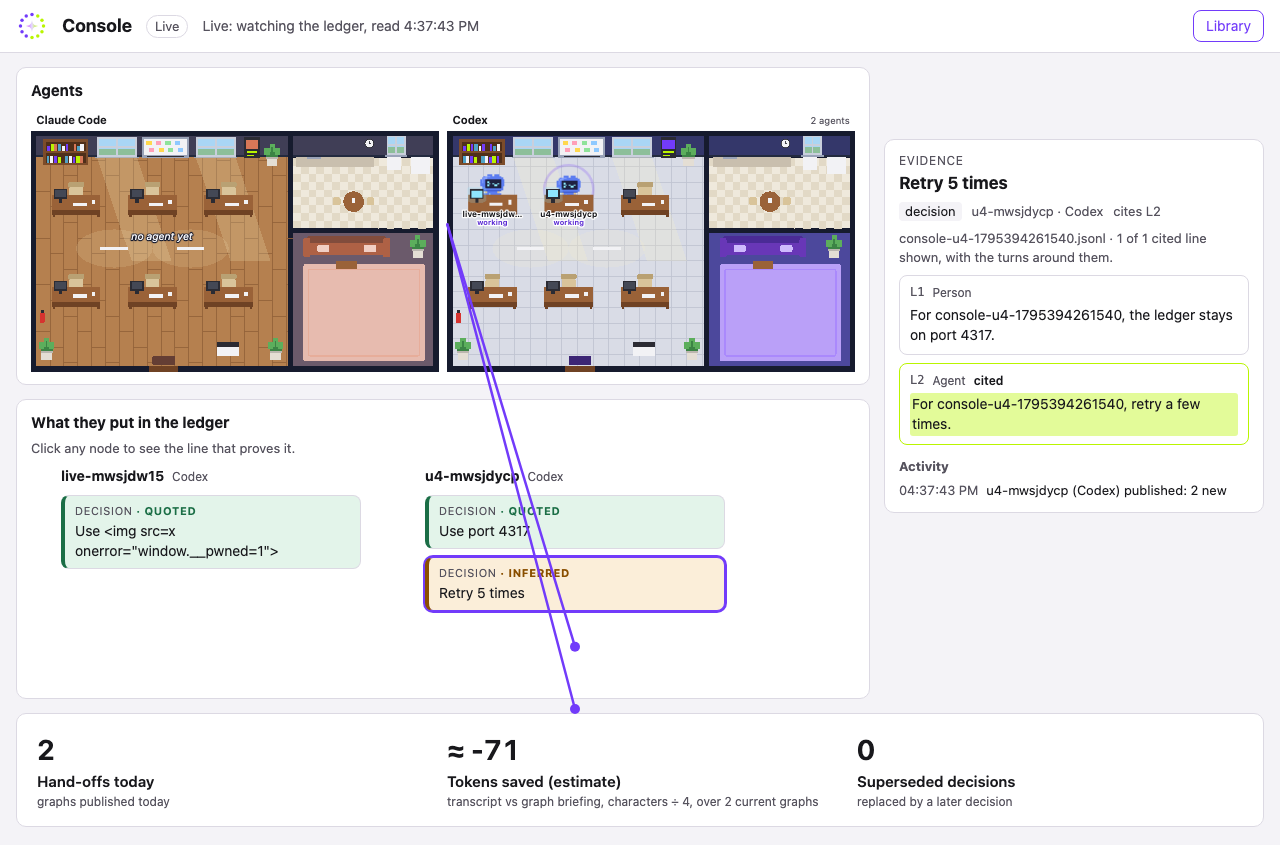 Console
Live
Live: watching the ledger, read 4:37:43 PM
Library
Agents
Claude Code
no agent yet
Codex
2 agents
live-mwsjdw...
working
u4-mwsjdycp
working
What they put in the ledger
Click any node to see the line that proves it.
live-mwsjdw15 Codex
DECISION · QUOTED
Use <img src=x
onerror="window.__pwned=1">
u4-mwsjdycp Codex
DECISION · QUOTED
Use port 4317
DECISION · INFERRED
Retry 5 times
EVIDENCE
Retry 5 times
decision u4-mwsjdycp · Codex cites L2
console-u4-1795394261540.jsonl · 1 of 1 cited line
shown, with the turns around them.
L1 Person
For console-u4-1795394261540, the ledger stays
on port 4317.
L2 Agent cited
For console-u4-1795394261540, retry a few
times.
Activity
04:37:43 PM u4-mwsjdycp (Codex) published: 2 new
2
Hand-offs today
graphs published today
≈ -71
Tokens saved (estimate)
transcript vs graph briefing, characters ÷ 4, over 2 current graphs
0
Superseded decisions
replaced by a later decision